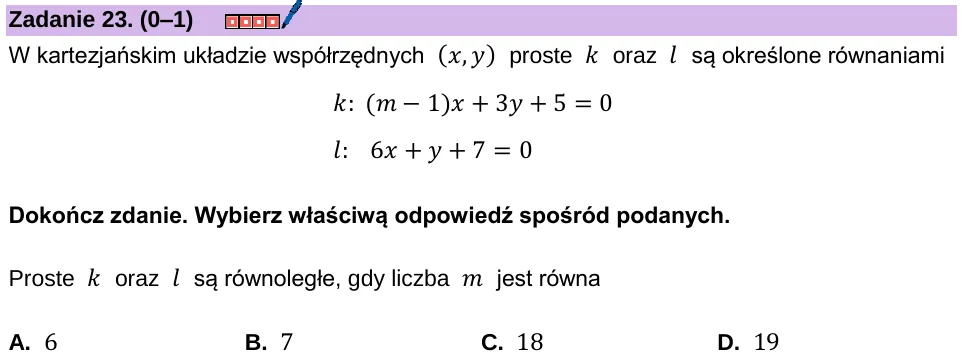 Zadanie 23. (0–1)
W kartezjańskim układzie współrzędnych (x, y) proste k oraz l są określone równaniami
k: (m − 1)x + 3y + 5 = 0
l: 6x + y + 7 = 0
Dokończ zdanie. Wybierz właściwą odpowiedź spośród podanych.
Proste k oraz l są równoległe, gdy liczba m jest równa
A. 6 B. 7 C. 18 D. 19